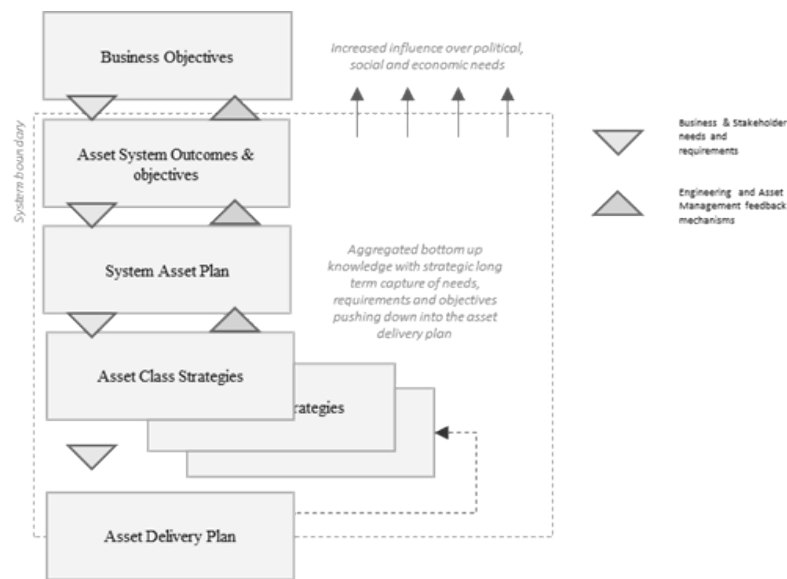 Business Objectives
Increased influence over political,
social and economic needs
System boundary
Asset System Outcomes &
objectives
Business & Stakeholder
needs and
requirements
Engineering and Asset
Management feedback
mechanisms
System Asset Plan
Aggregated bottom up
knowledge with strategic long
term capture of needs,
requirements and objectives
pushing down into the asset
delivery plan
Asset Class Strategies
rategies
Asset Delivery Plan